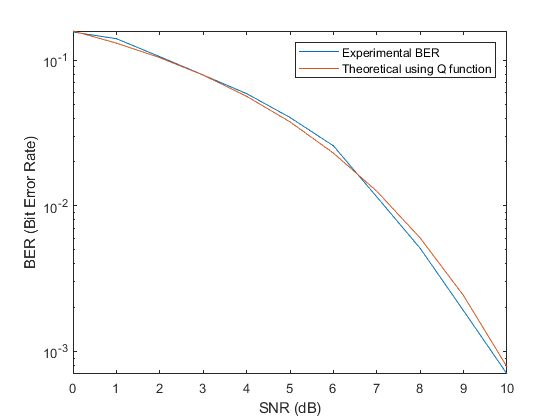 Experimental BER
Theoretical using Q function
10^-1
10^-2
10^-3
BER (Bit Error Rate)
0 1 2 3 4 5 6 7 8 9 10
SNR (dB)